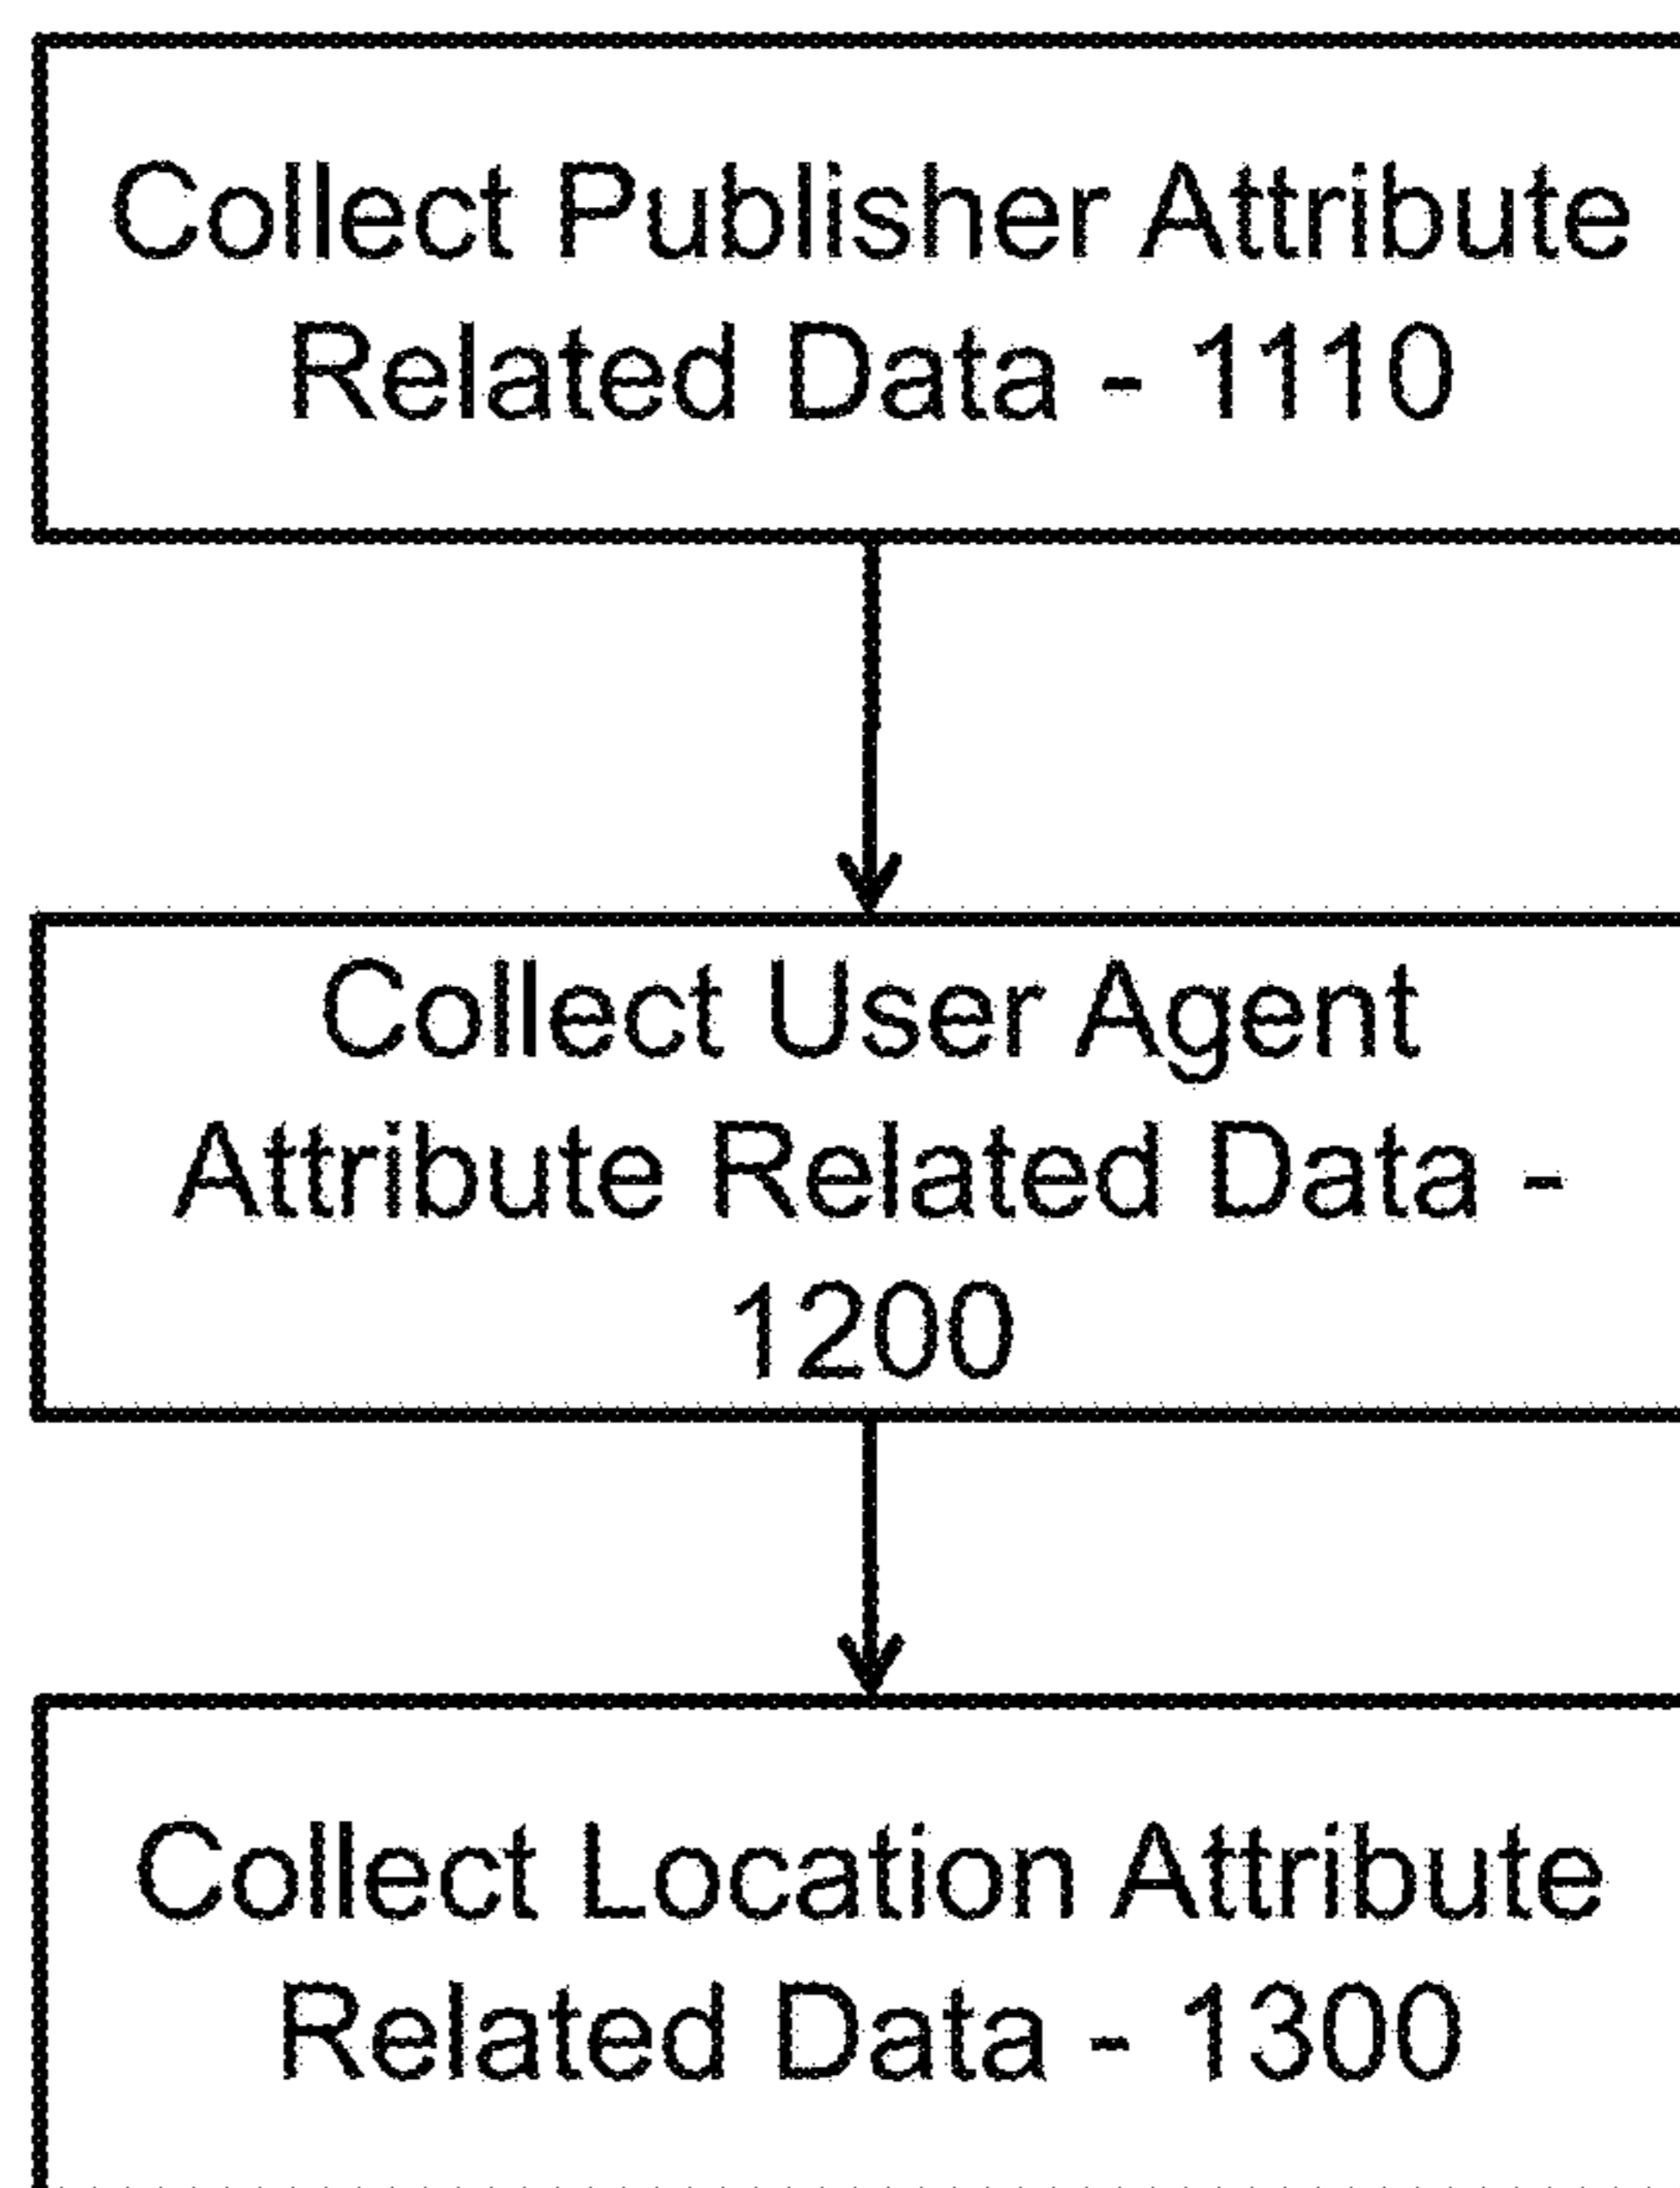 Collect Publisher Attribute
Related Data - 1110
Collect User Agent
Attribute Related Data -
1200
Collect Location Attribute
Related Data - 1300